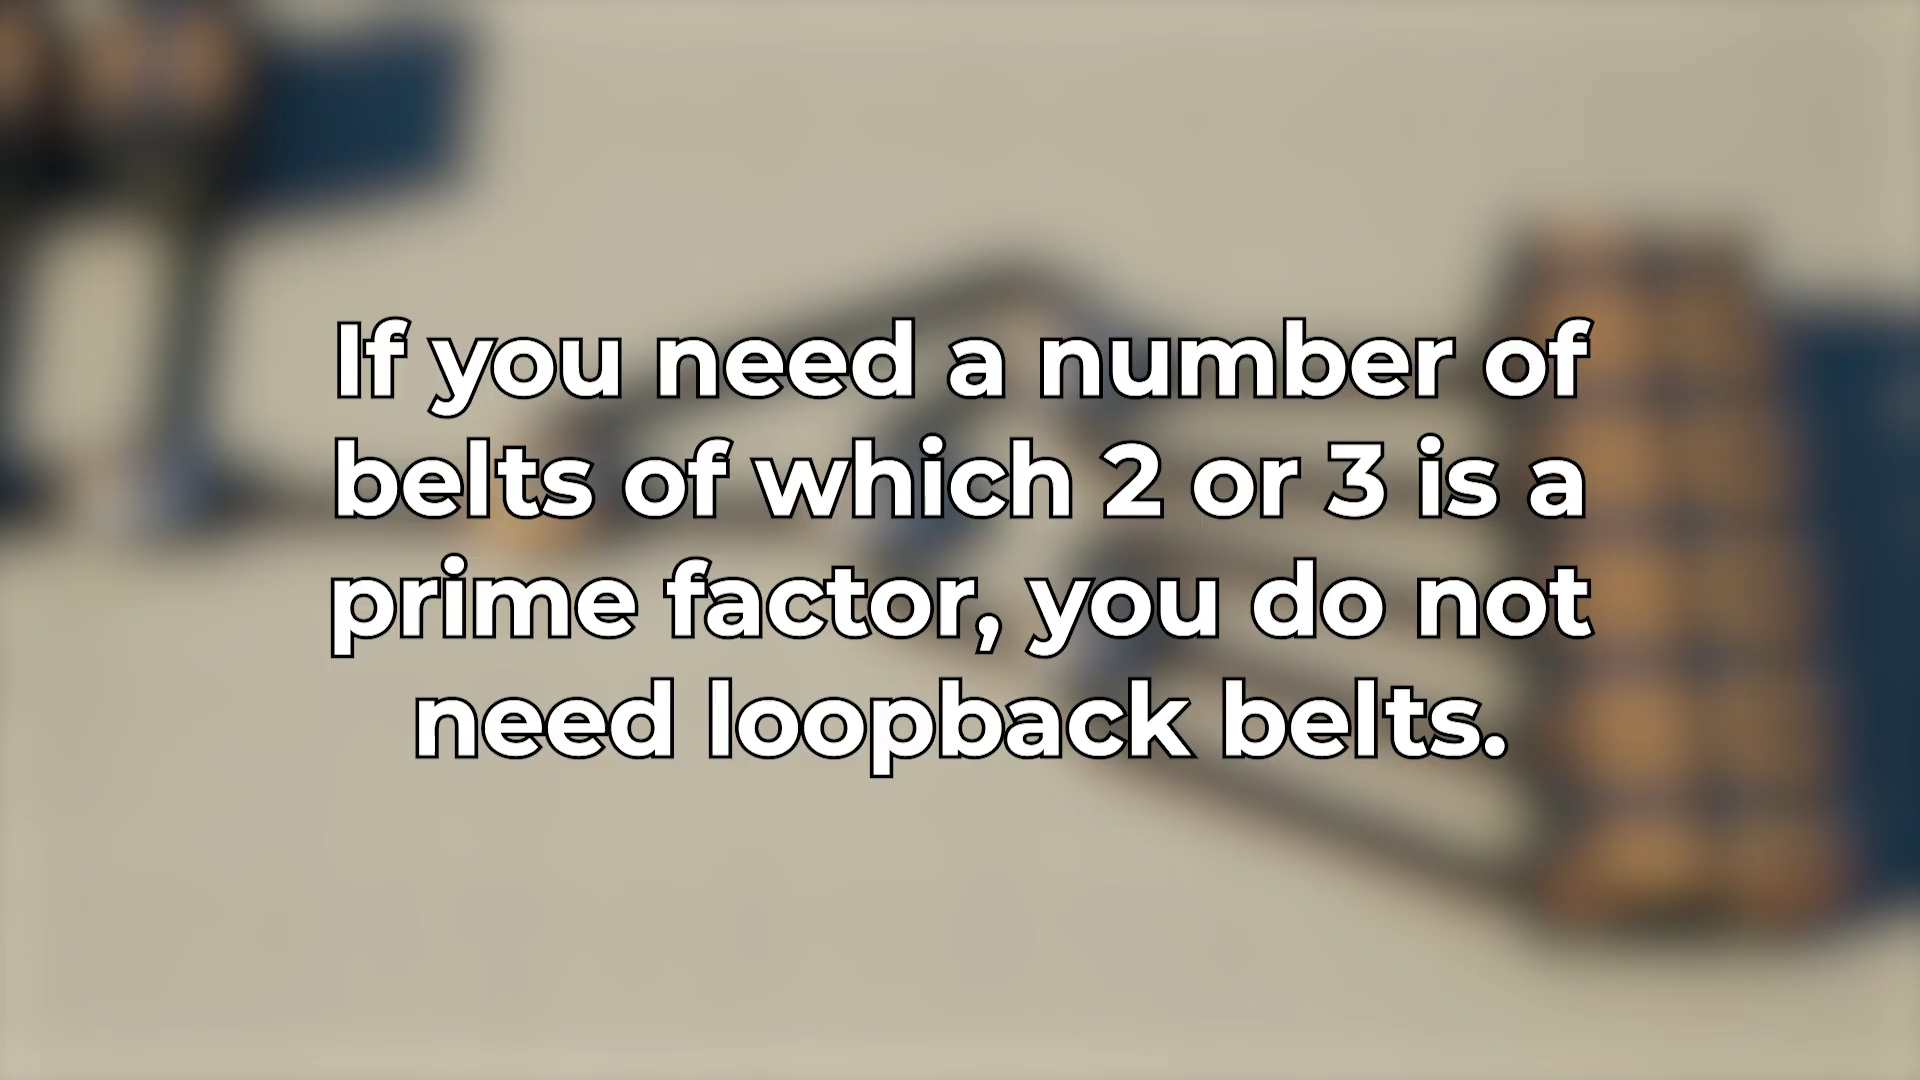 If you need a number of
belts of which 2 or 3 is a
prime factor, you do not
need loopback belts.